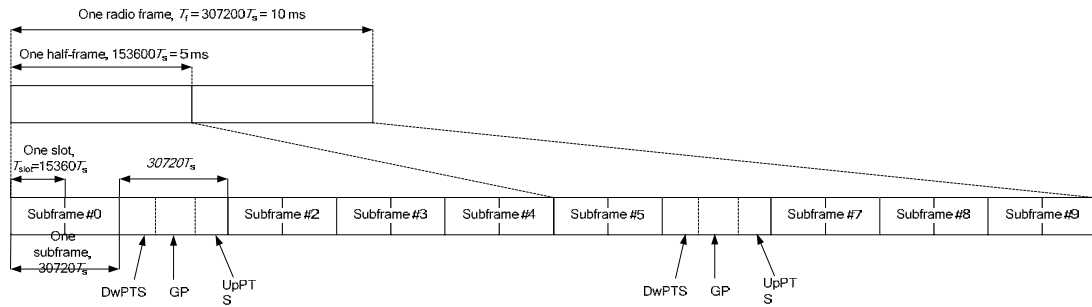 One radio frame, Tf = 307200Ts = 10 ms
One half-frame, 153600Ts = 5 ms
One slot,
Tslot=15360Ts
30720Ts
Subframe #0
Subframe #2
Subframe #3
Subframe #4
Subframe #5
Subframe #7
Subframe #8
Subframe #9
One
subframe,
30720Ts
DwPTS
GP
UpPT
S
DwPTS
GP
UpPT
S